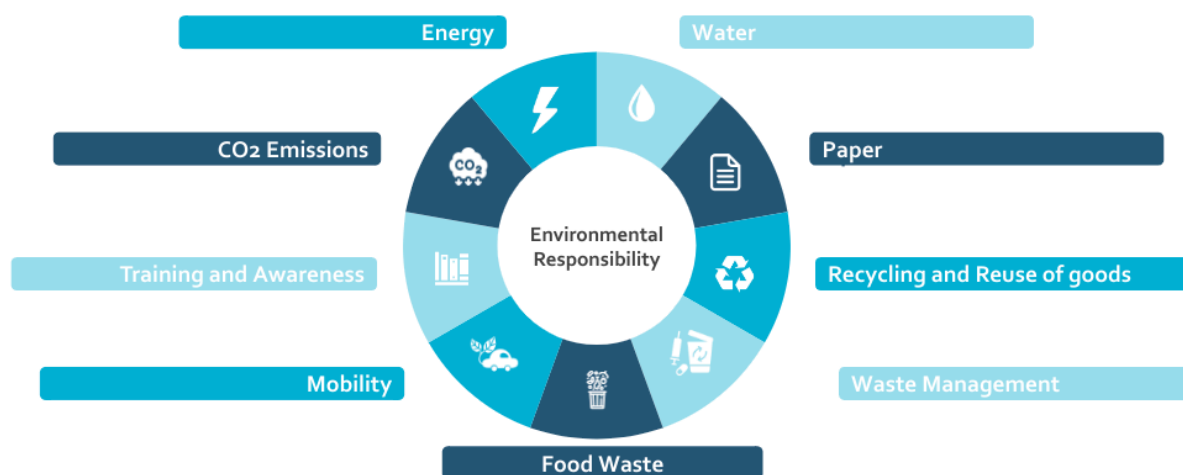 Energy
Water
CO2 Emissions
Paper
CO2
Environmental
Responsibility
Training and Awareness
Recycling and Reuse of goods
Mobility
Waste Management
Food Waste